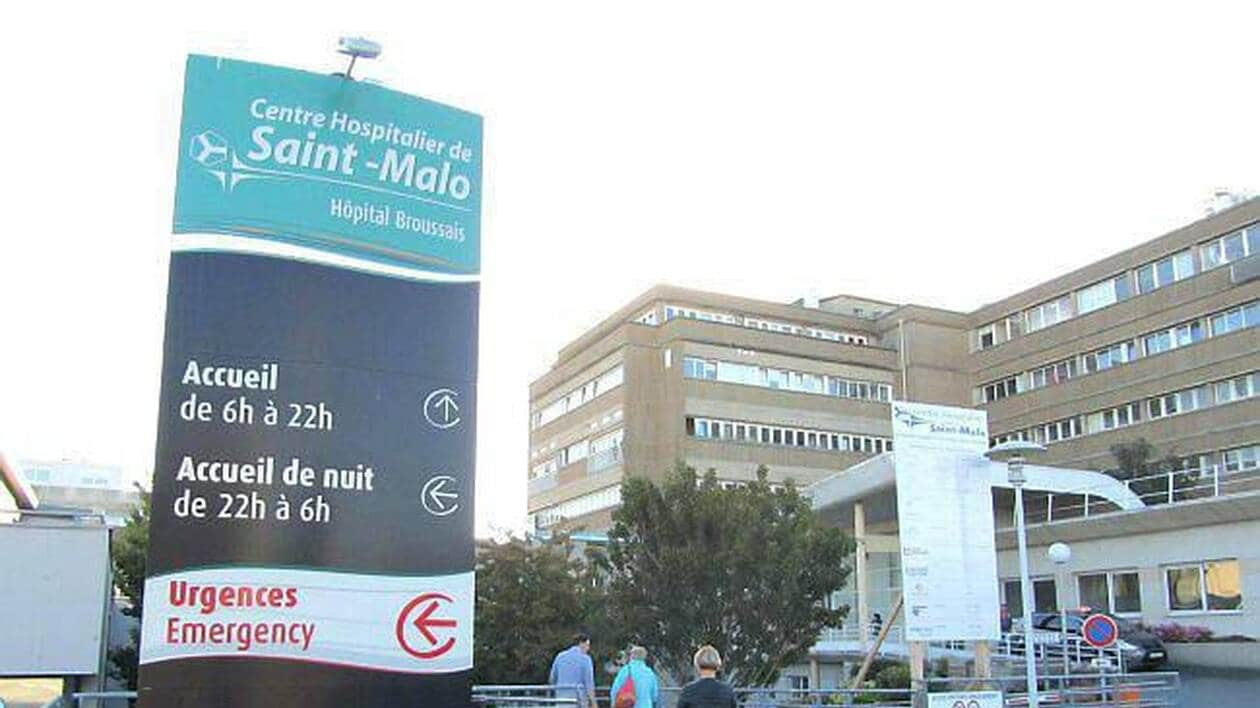 Centre Hospitalier de
Saint-Malo
Hôpital Broussais
Accueil
de 6h à 22h
Accueil de nuit
de 22h à 6h
Urgences
Emergency
Saint-Malo